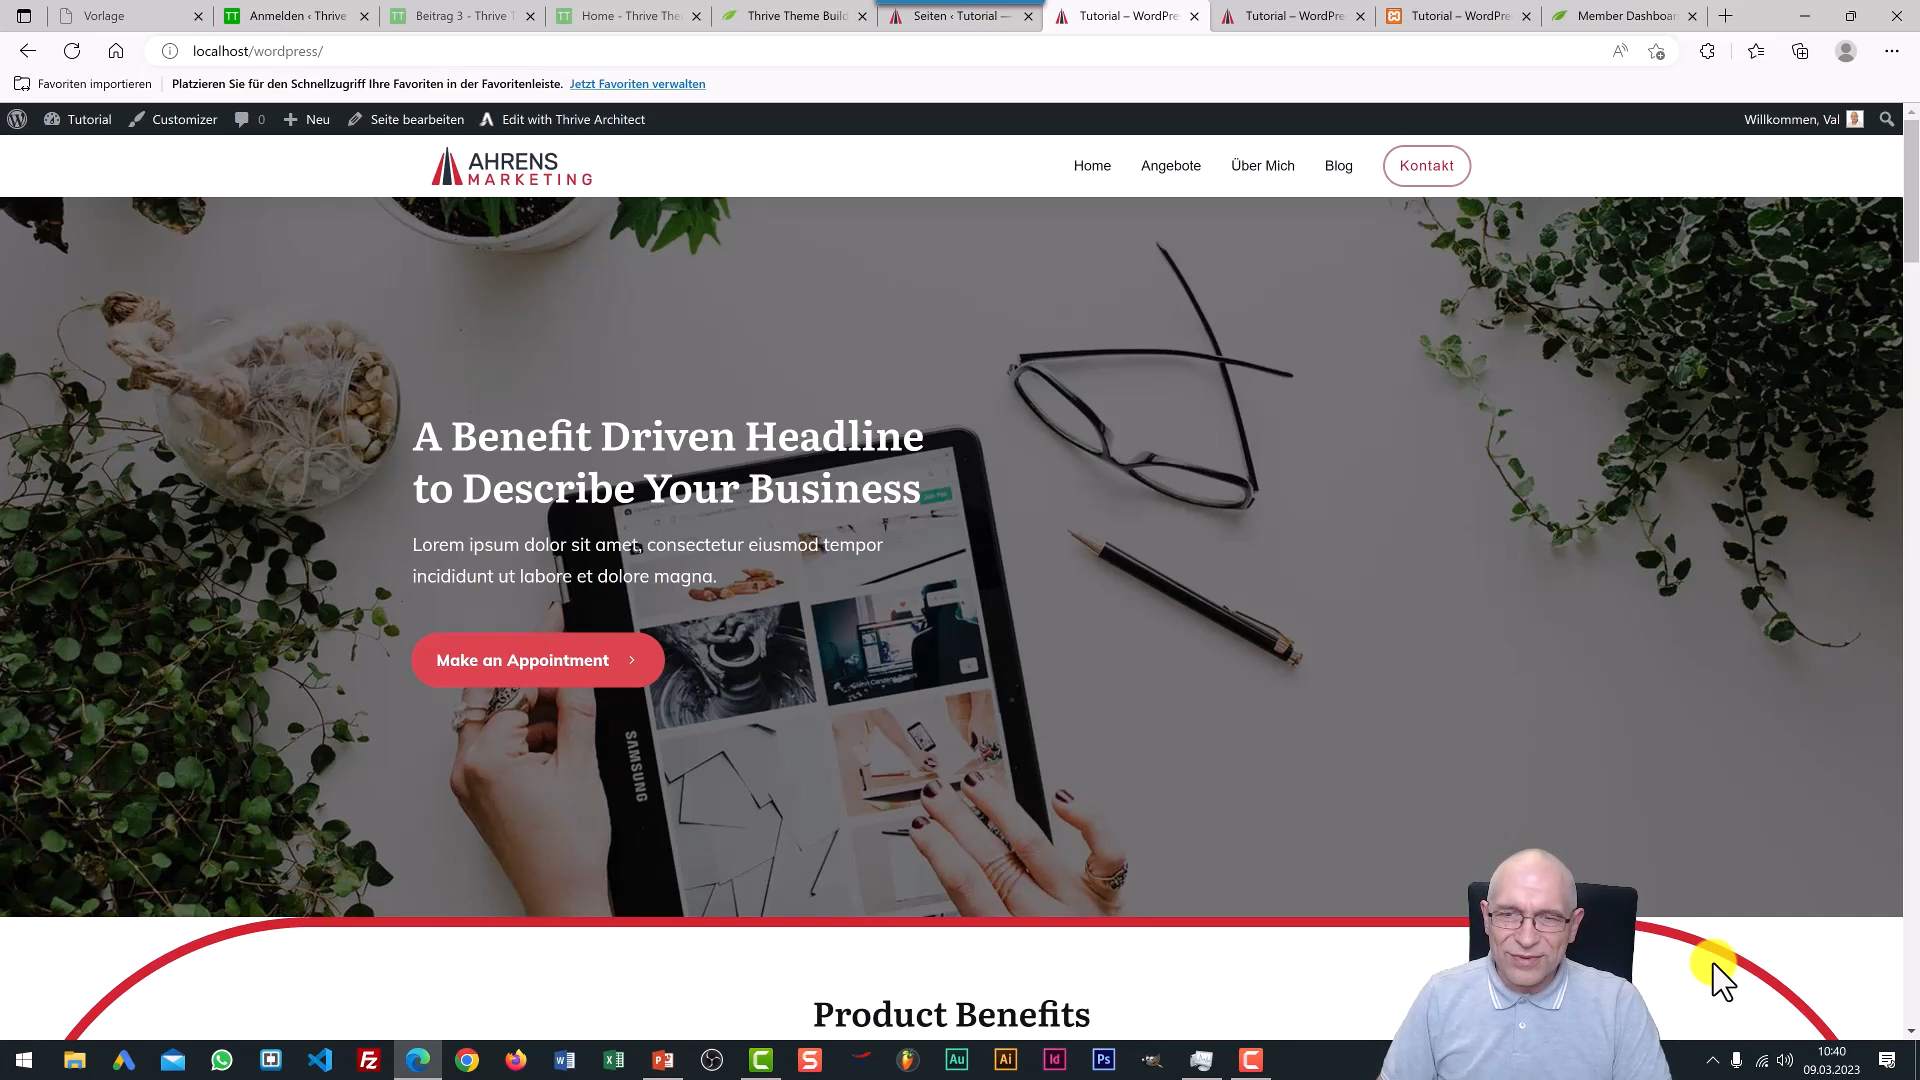 Vorlage
Anmelden ‹ Thrive
Beitrag 3 - Thrive T
Home - Thrive The
Thrive Theme Build
Seiten ‹ Tutorial —
Tutorial – WordPre
Tutorial – WordPre
Tutorial – WordPre
Member Dashboar
localhost/wordpress/
Favoriten importieren
Platzieren Sie für den Schnellzugriff Ihre Favoriten in der Favoritenleiste. Jetzt Favoriten verwalten
Tutorial
Customizer
0
Neu
Seite bearbeiten
Edit with Thrive Architect
Willkommen, Val
AHRENS
MARKETING
Home
Angebote
Über Mich
Blog
Kontakt
A Benefit Driven Headline
to Describe Your Business
Lorem ipsum dolor sit amet, consectetur eiusmod tempor
incididunt ut labore et dolore magna.
Make an Appointment
SAMSUNG
Product Benefits
10:40
09.03.2023